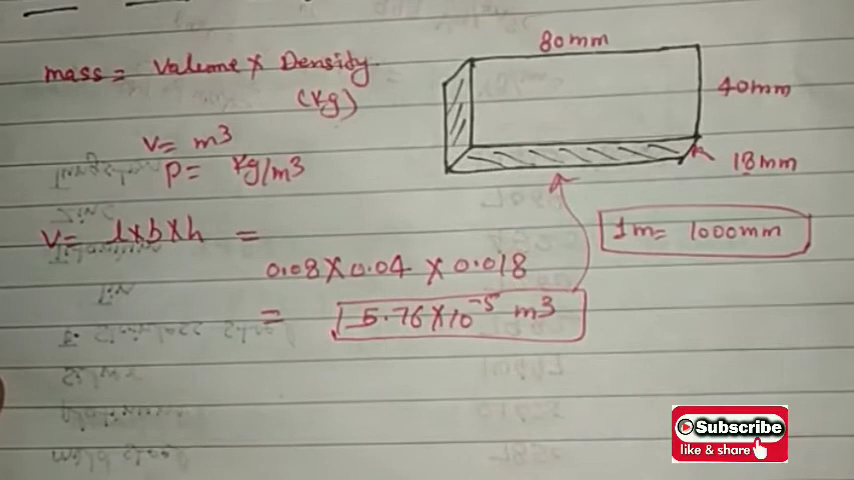 mass = Valeme × Density
(Kg)
V= m³
ρ= Kg/m³
V= l×b×h =
0.08×0.04 ×0.018
= 5.76×10⁻⁵ m³
80mm
40mm
18mm
1m= 1000mm
Subscribe
like & share